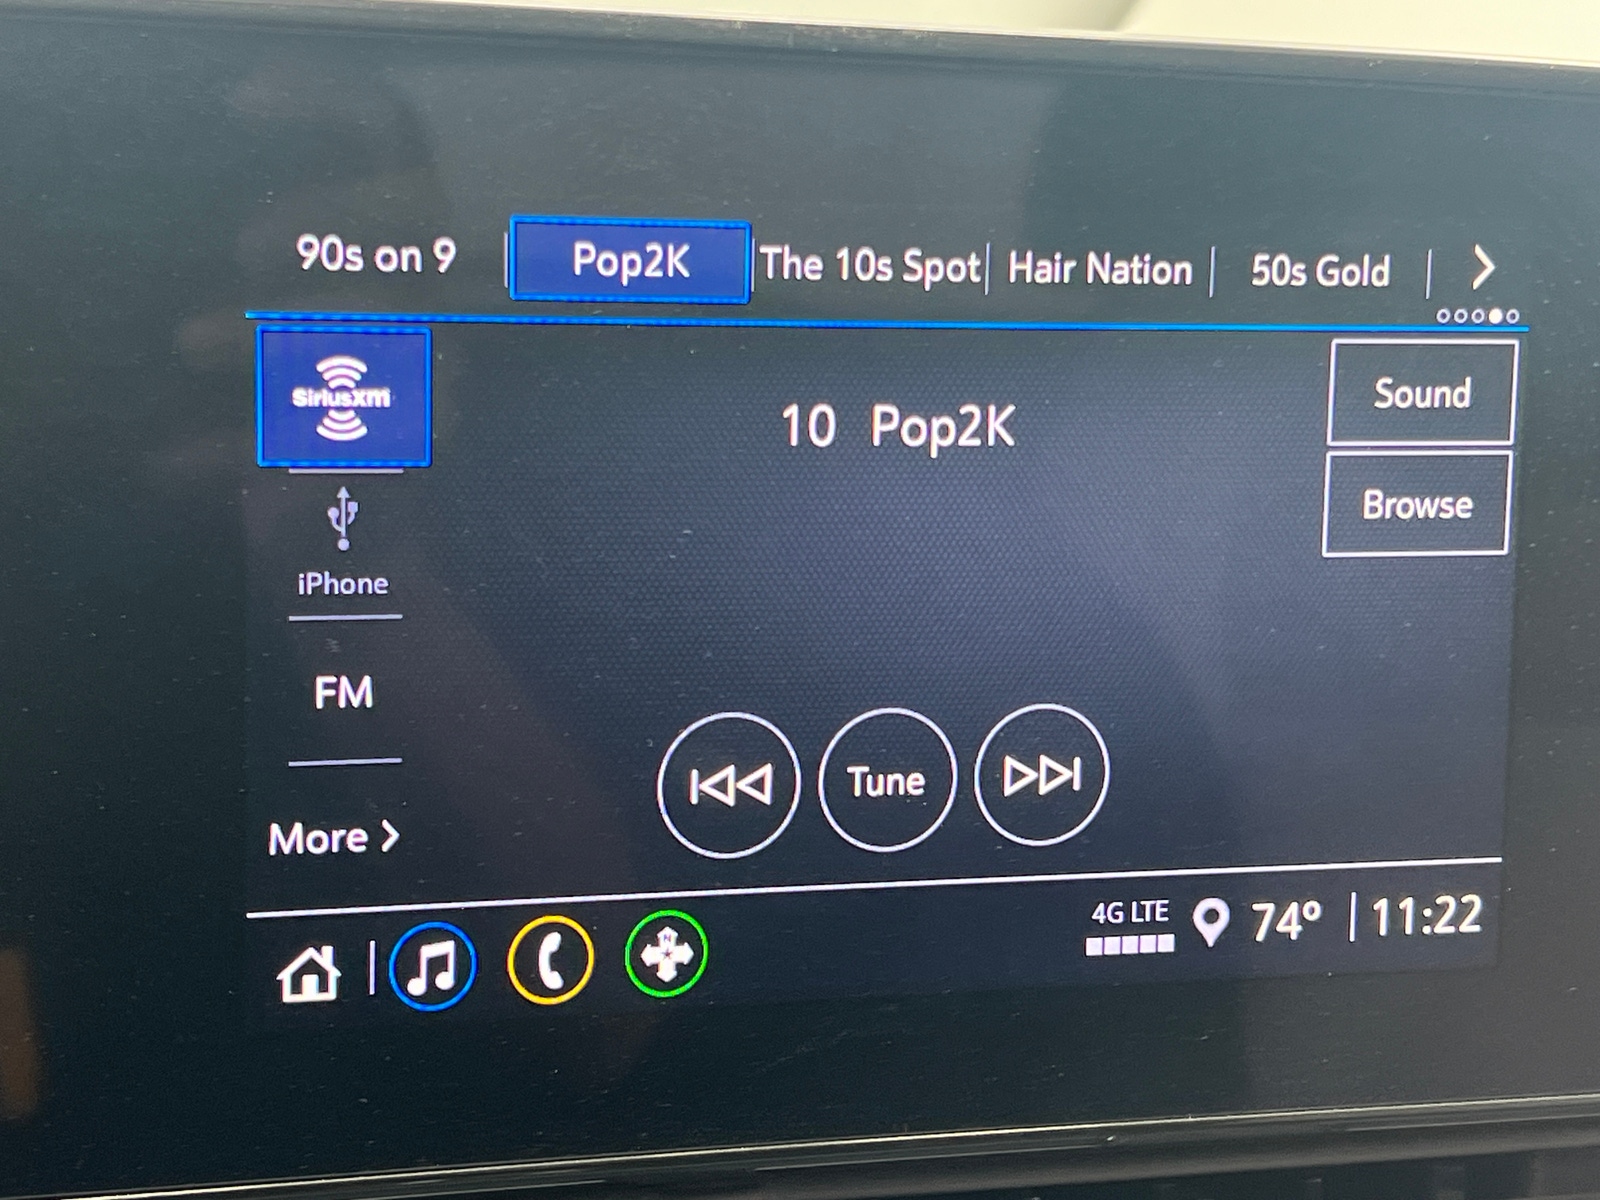 90s on 9
Pop2K
The 10s Spot
Hair Nation
50s Gold
SiriusXM
10 Pop2K
Sound
Browse
iPhone
FM
Tune
More
4G LTE
74°
11:22
N